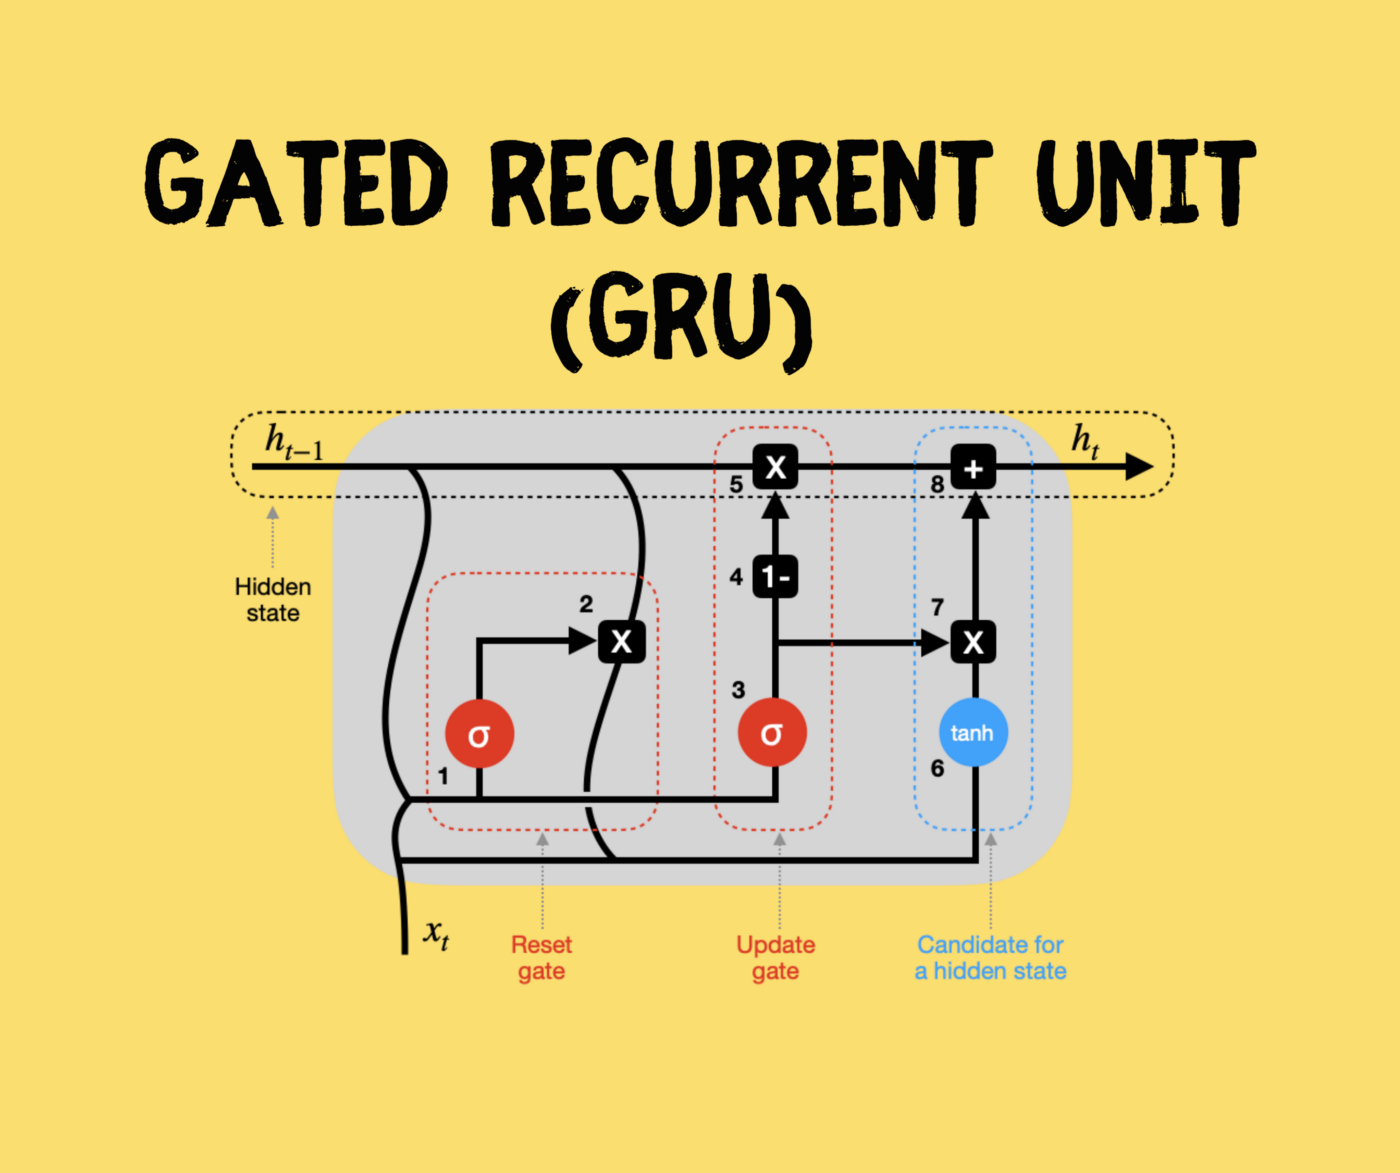 GATED RECURRENT UNIT
(GRU)
h_{t-1}
h_t
X
5
+
8
Hidden
state
4
1-
2
X
7
X
3
σ
1
σ
tanh
6
x_t
Reset
gate
Update
gate
Candidate for
a hidden state